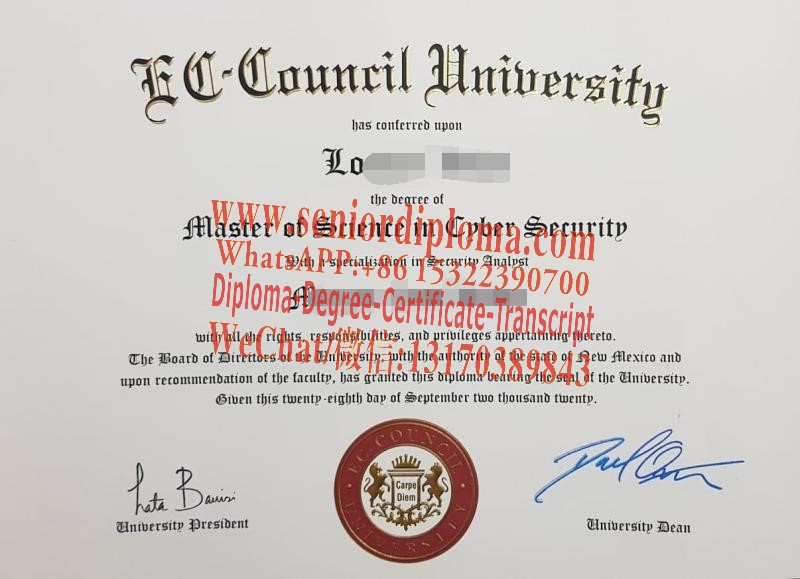 EC-Council University
has conferred upon
Lo
the degree of
Master of Science in Cyber Security
www.seniordiploma.com
With a specialization in Security Analyst
WhatsAPP:+86 15322390700
M
Diploma-Degree-Certificate-Transcript
with all the rights, responsibilities, and privileges appertaining thereto.
WeChat/微信:13170389843
The Board of Directors of the University, with the authority of the state of New Mexico and
upon recommendation of the faculty, has granted this diploma bearing the seal of the University.
Given this twenty-eighth day of September two thousand twenty.
EC-COUNCIL
Carpe
Diem
UNIVERSITY
University President
University Dean